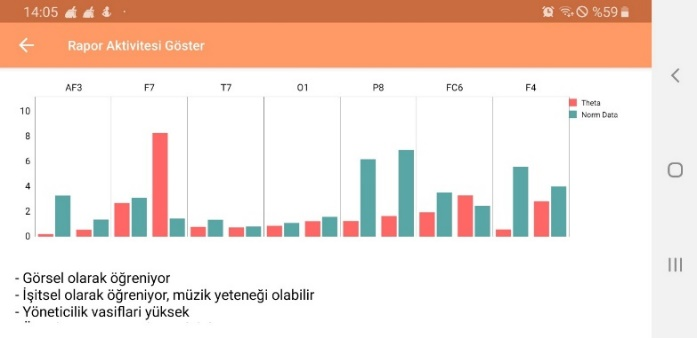 14:05 %59
Rapor Aktivitesi Göster
AF3 F7 T7 O1 P8 FC6 F4
Theta
Norm Data
10
8
6
4
2
0
- Görsel olarak öğreniyor
- İşitsel olarak öğreniyor, müzik yeteneği olabilir
- Yöneticilik vasiflari yüksek